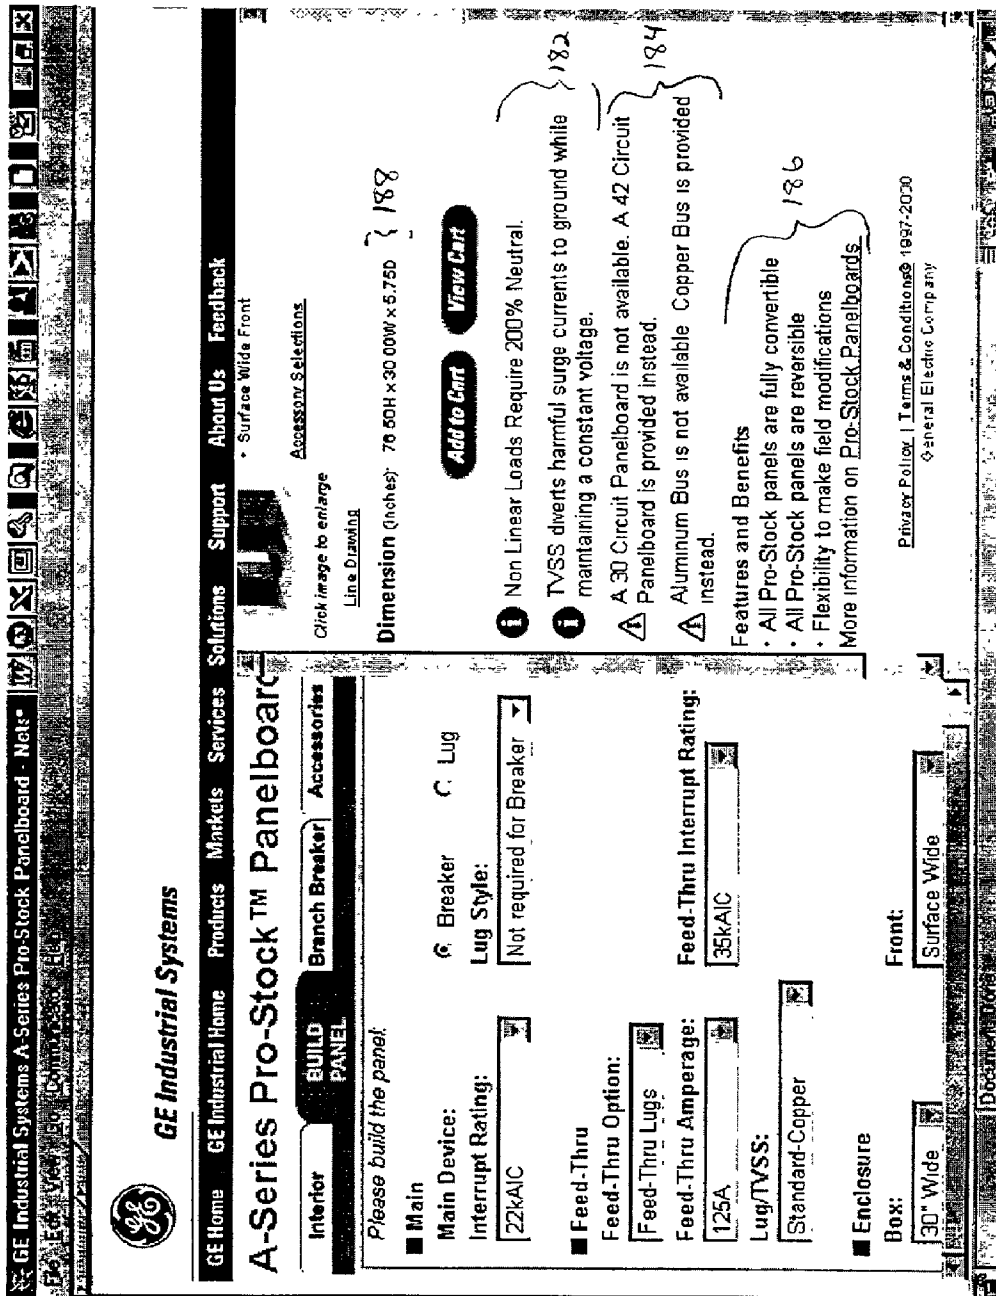 GE Industrial Systems A-Series Pro-Stock Panelboard - Nets
File Edit View Go Communicator Help
GE Industrial Systems
GE Home GE Industrial Home Products Markets Services Solutions Support About Us Feedback
A-Series Pro-Stock™ Panelboard
Interior BUILD PANEL Branch Breaker Accessories
Please build the panel:
Main
Main Device:
Breaker Lug
Interrupt Rating:
Lug Style:
22kAIC
Not required for Breaker
Feed-Thru
Feed-Thru Option:
Feed-Thru Lugs
Feed-Thru Amperage:
Feed-Thru Interrupt Rating:
125A
35kAIC
Lug/TVSS:
Standard-Copper
Enclosure
Box:
Front:
30" Wide
Surface Wide
• Surface Wide Front
Click image to enlarge
Accessory Selections
Line Drawing
Dimension (inches): 76 50H x 30 00W x 5.75D
188
Add to Cart View Cart
Non Linear Loads Require 200% Neutral.
TVSS diverts harmful surge currents to ground while
maintaining a constant voltage.
182
A 30 Circuit Panelboard is not available. A 42 Circuit
Panelboard is provided instead.
Aluminum Bus is not available Copper Bus is provided
instead.
184
Features and Benefits
• All Pro-Stock panels are fully convertible
• All Pro-Stock panels are reversible
• Flexibility to make field modifications
More information on Pro-Stock Panelboards
186
Privacy Policy | Terms & Conditions© 1997-2000
General Electric Company
Document: Done